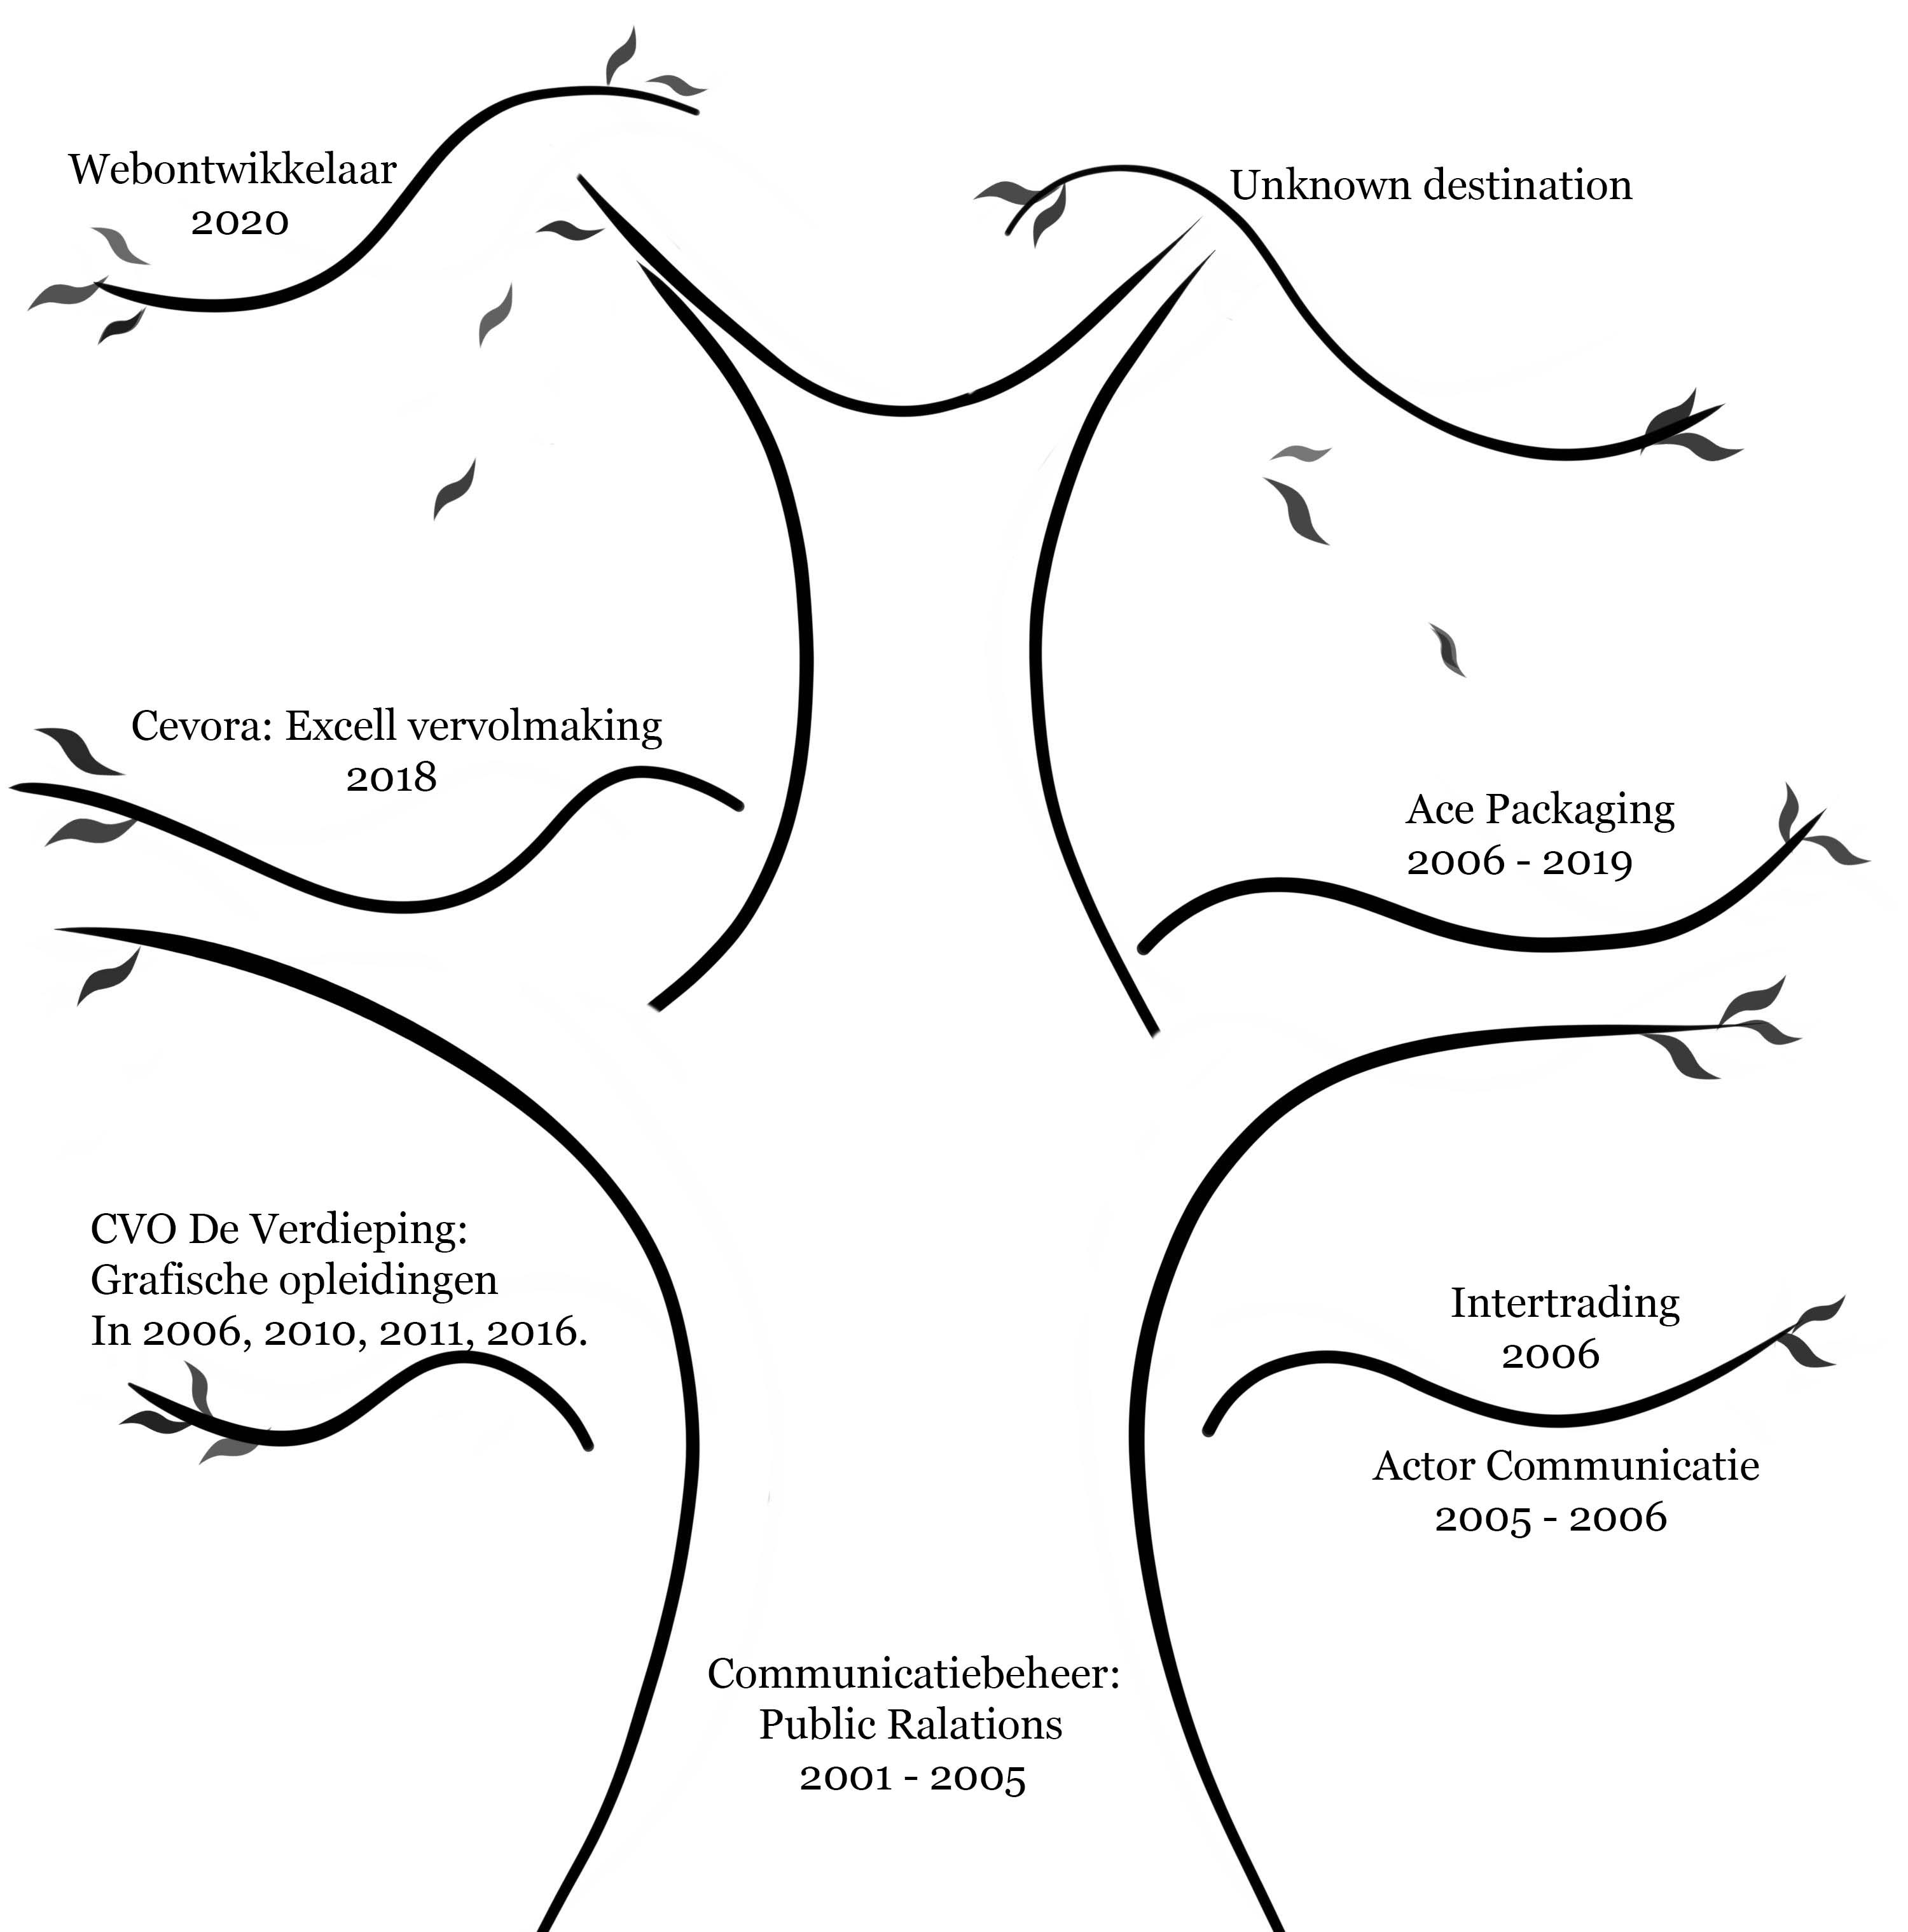 Webontwikkelaar
2020
Unknown destination
Cevora: Excell vervolmaking
2018
Ace Packaging
2006 - 2019
CVO De Verdieping:
Grafische opleidingen
In 2006, 2010, 2011, 2016.
Intertrading
2006
Actor Communicatie
2005 - 2006
Communicatiebeheer:
Public Ralations
2001 - 2005